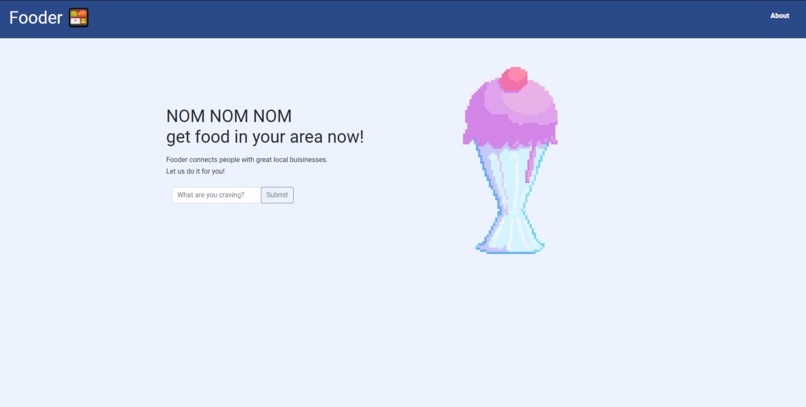 Fooder
About
NOM NOM NOM
get food in your area now!
Fooder connects people with great local buisinesses.
Let us do it for you!
What are you craving?
Submit